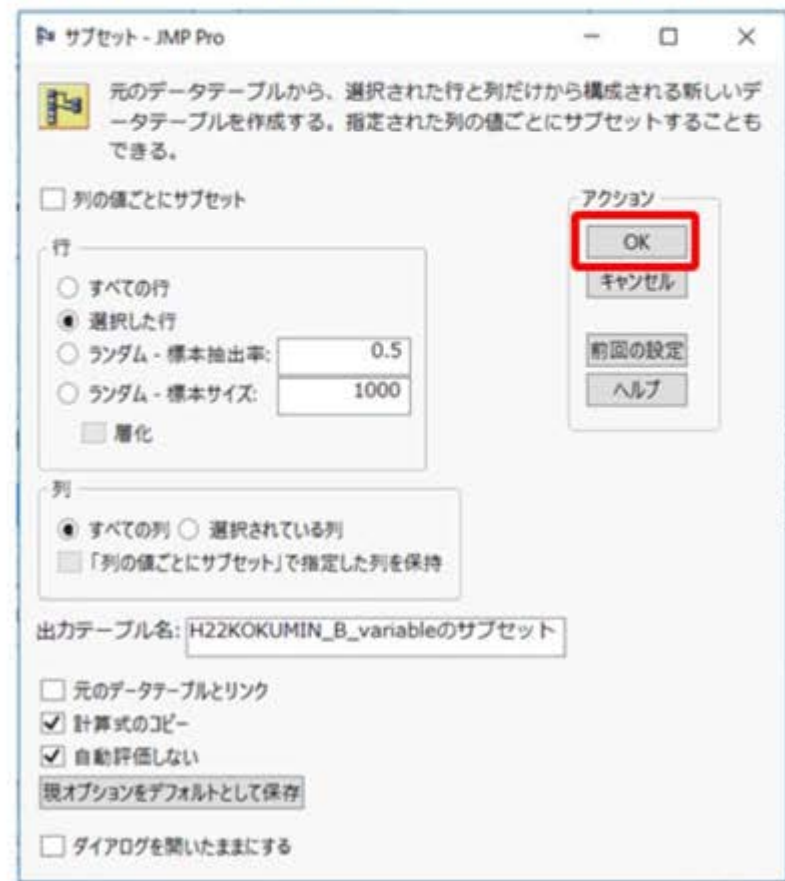 サブセット - JMP Pro
元のデータテーブルから、選択された行と列だけから構成される新しいデ
ータテーブルを作成する。指定された列の値ごとにサブセットすることも
できる。
列の値ごとにサブセット
行
すべての行
選択した行
ランダム - 標本抽出率: 0.5
ランダム - 標本サイズ: 1000
層化
アクション
OK
キャンセル
前回の設定
ヘルプ
列
すべての列 選択されている列
「列の値ごとにサブセット」で指定した列を保持
出力テーブル名: H22KOKUMIN_B_variableのサブセット
元のデータテーブルとリンク
計算式のコピー
自動評価しない
現オプションをデフォルトとして保存
ダイアログを開いたままにする